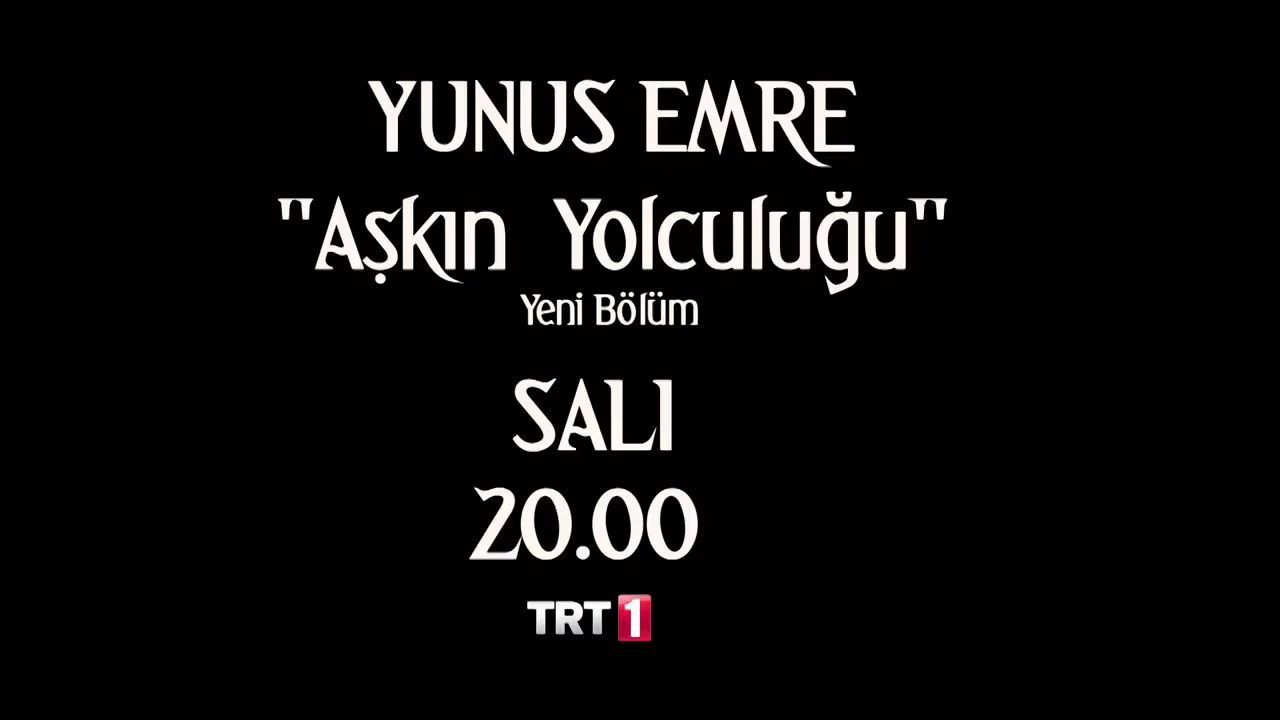 YUNUS EMRE
"Aşkın Yolculuğu"
Yeni Bölüm
SALI
20.00
TRT 1